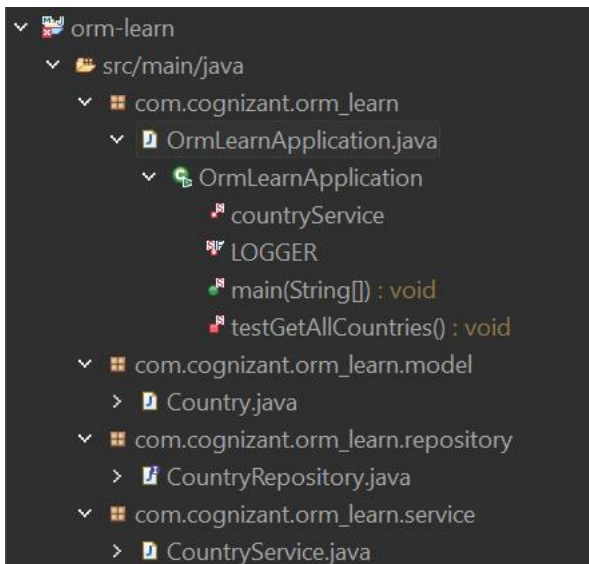 orm-learn
src/main/java
com.cognizant.orm_learn
OrmLearnApplication.java
OrmLearnApplication
countryService
LOGGER
main(String[]) : void
testGetAllCountries() : void
com.cognizant.orm_learn.model
Country.java
com.cognizant.orm_learn.repository
CountryRepository.java
com.cognizant.orm_learn.service
CountryService.java